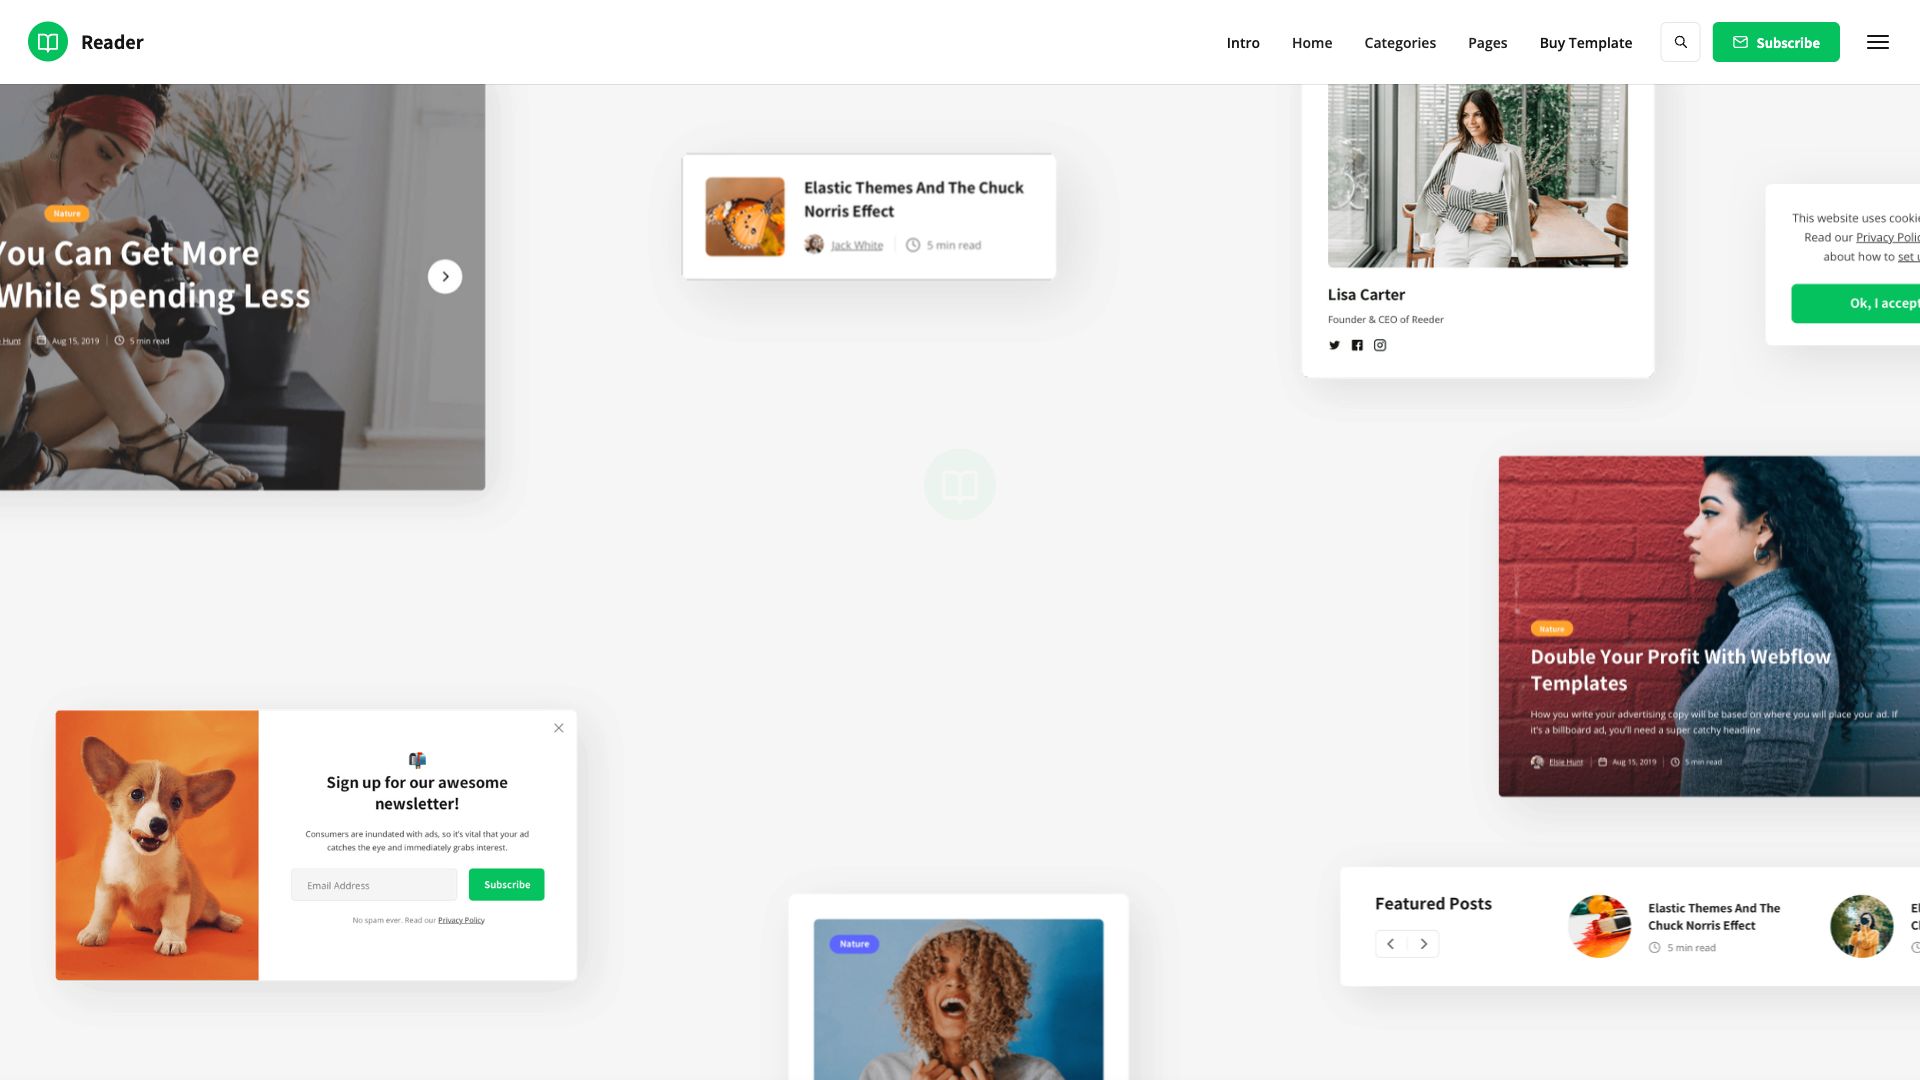 Reader
Intro
Home
Categories
Pages
Buy Template
Subscribe
Nature
You Can Get More
While Spending Less
Hunt
Aug 15, 2019
5 min read
Elastic Themes And The Chuck
Norris Effect
Jack White
5 min read
Lisa Carter
Founder & CEO of Reeder
This website uses cookie
Read our Privacy Polic
about how to set u
Ok, I accept
Nature
Double Your Profit With Webflow
Templates
How you write your advertising copy will be based on where you will place your ad. If
it's a billboard ad, you'll need a super catchy headline
Elsie Hunt
Aug 15, 2019
5 min read
Sign up for our awesome
newsletter!
Consumers are inundated with ads, so it's vital that your ad
catches the eye and immediately grabs interest.
Email Address
Subscribe
No spam ever. Read our Privacy Policy
Nature
Featured Posts
Elastic Themes And The
Chuck Norris Effect
5 min read